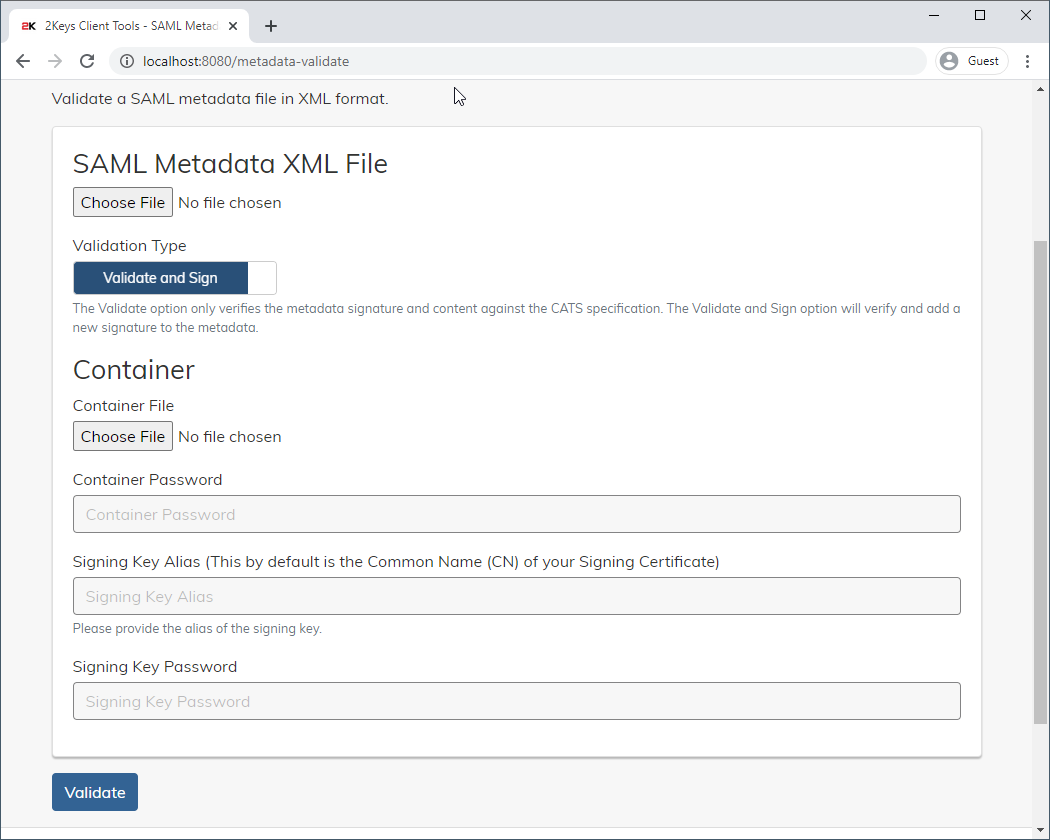 2K 2Keys Client Tools - SAML Metad
localhost:8080/metadata-validate
Guest
Validate a SAML metadata file in XML format.
SAML Metadata XML File
Choose File No file chosen
Validation Type
Validate and Sign
The Validate option only verifies the metadata signature and content against the CATS specification. The Validate and Sign option will verify and add a
new signature to the metadata.
Container
Container File
Choose File No file chosen
Container Password
Container Password
Signing Key Alias (This by default is the Common Name (CN) of your Signing Certificate)
Signing Key Alias
Please provide the alias of the signing key.
Signing Key Password
Signing Key Password
Validate